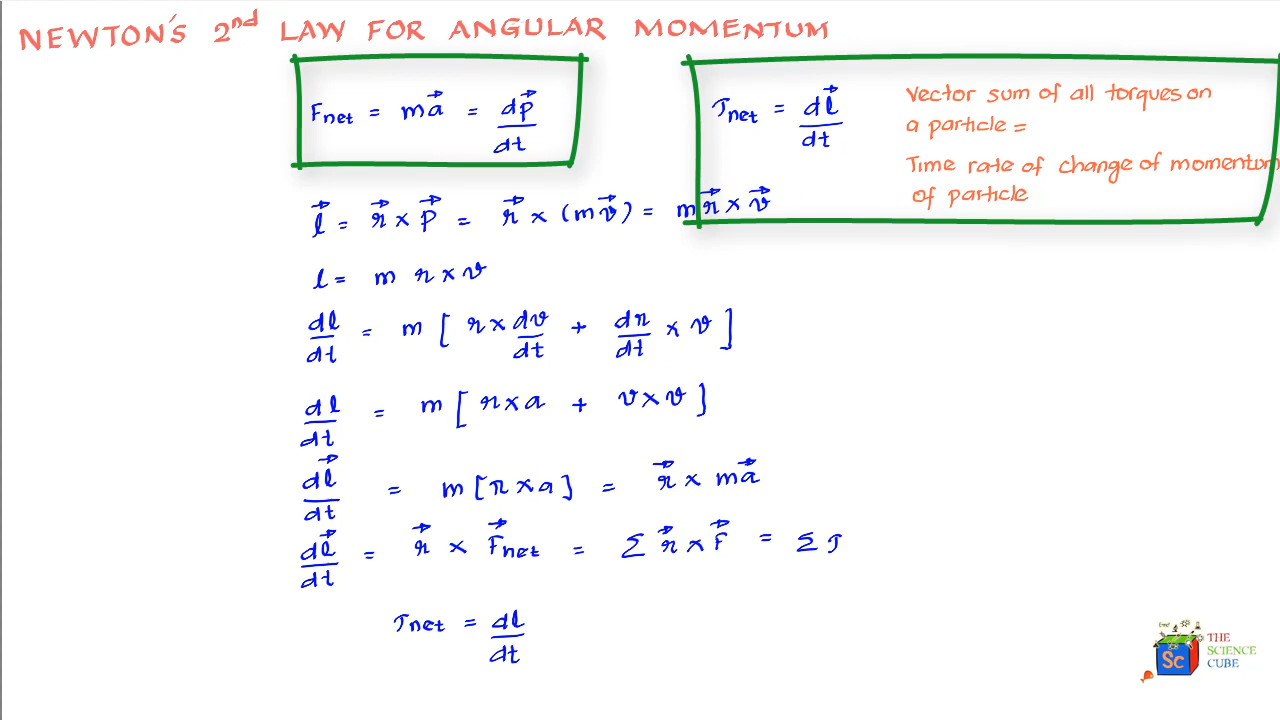 NEWTON'S 2nd LAW FOR ANGULAR MOMENTUM
F⃗net = ma⃗ = dp⃗/dt
τnet = dl⃗/dt
Vector sum of all torques on
a particle =
Time rate of change of momentum
of particle
l⃗ = r⃗ × p⃗ = r⃗ × (mv⃗) = m r⃗ × v⃗
l = m r × v
dl/dt = m [ r × dv/dt + dr/dt × v ]
dl/dt = m [ r × a + v × v ]
dl⃗/dt = m [ r × a ] = r⃗ × ma⃗
dl⃗/dt = r⃗ × F⃗net = Σ r⃗ × F⃗ = Σ τ
τnet = dl/dt
Sc
THE
SCIENCE
CUBE